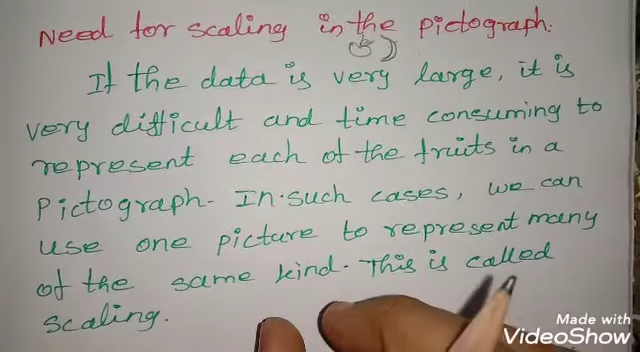 Need for scaling in the pictograph.
If the data is very large, it is
very difficult and time consuming to
represent each of the fruits in a
Pictograph. In such cases, we can
use one picture to represent many
of the same kind. This is called
scaling.
Made with
VideoShow